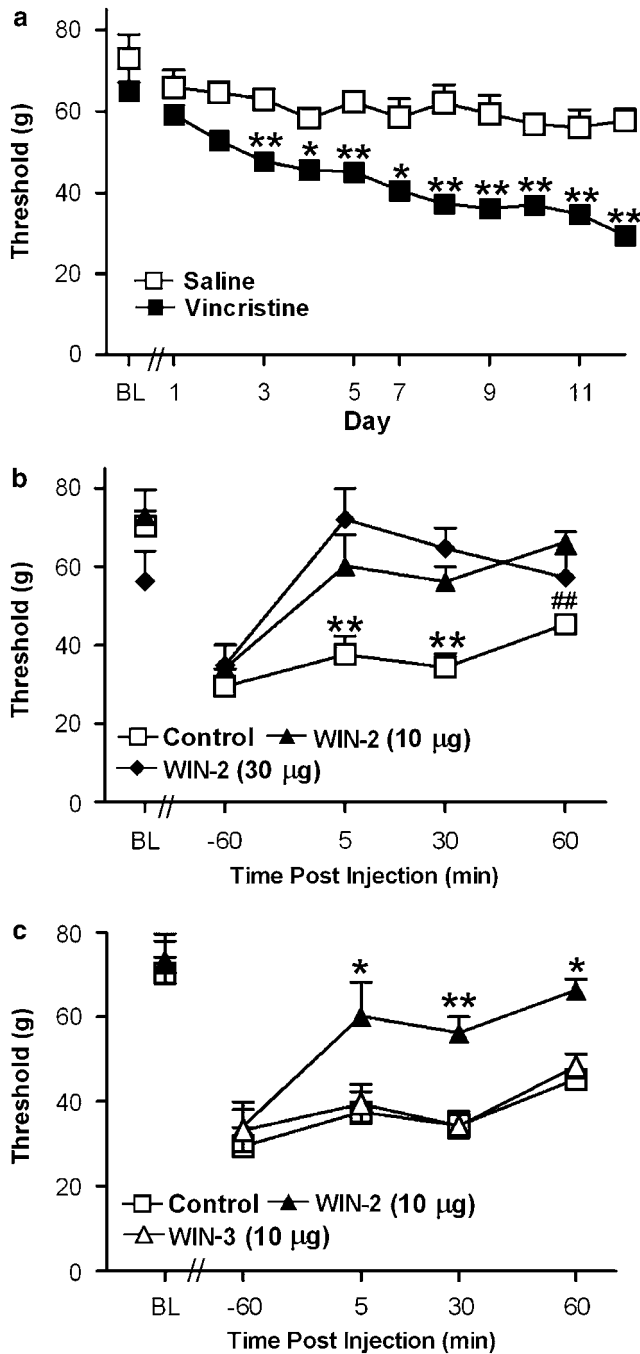 a
80
60
40
20
0
Threshold (g)
** * ** * ** ** ** ** **
Saline
Vincristine
BL 1 3 5 7 9 11
Day
b
80
60
40
20
0
Threshold (g)
** ** ##
Control WIN-2 (10 µg)
WIN-2 (30 µg)
BL -60 5 30 60
Time Post Injection (min)
c
80
60
40
20
0
Threshold (g)
* ** *
Control WIN-2 (10 µg)
WIN-3 (10 µg)
BL -60 5 30 60
Time Post Injection (min)